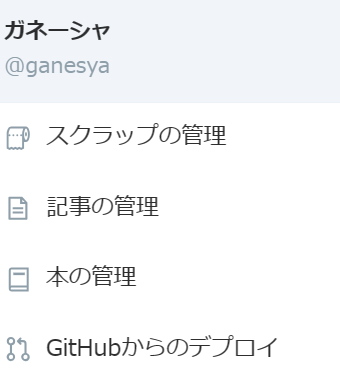 ガネーシャ
@ganesya
スクラップの管理
記事の管理
本の管理
GitHubからのデプロイ